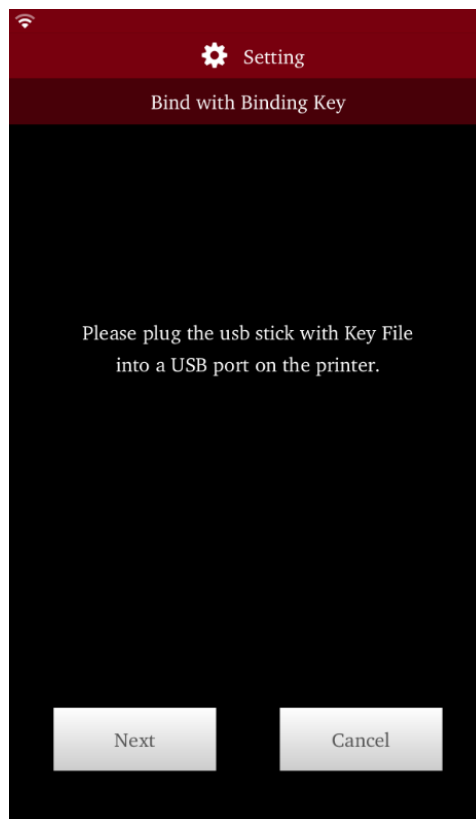 Setting
Bind with Binding Key
Please plug the usb stick with Key File
into a USB port on the printer.
Next
Cancel